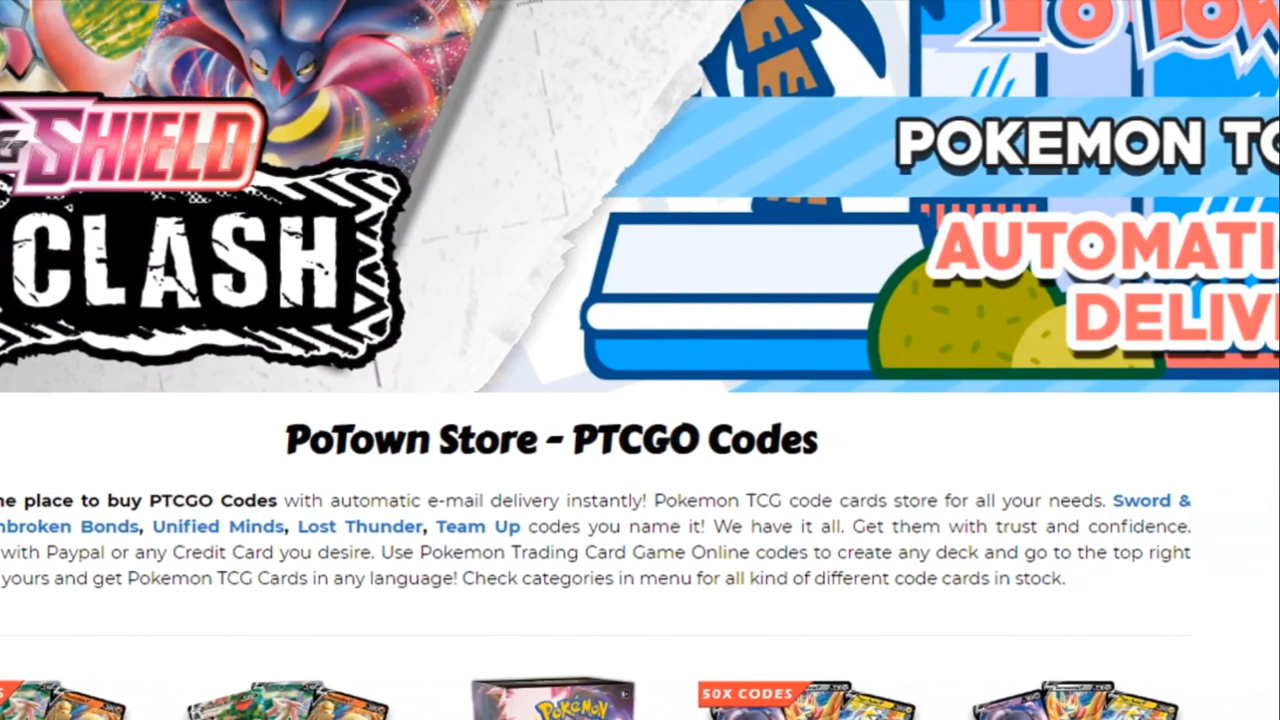 SHIELD
CLASH
POKEMON
AUTOMATI
DELIV
PoTown Store - PTCGO Codes
place to buy PTCGO Codes with automatic e-mail delivery instantly! Pokemon TCG code cards store for all your needs. Sword &
nbroken Bonds, Unified Minds, Lost Thunder, Team Up codes you name it! We have it all. Get them with trust and confidence.
with Paypal or any Credit Card you desire. Use Pokemon Trading Card Game Online codes to create any deck and go to the top right
yours and get Pokemon TCG Cards in any language! Check categories in menu for all kind of different code cards in stock.
POKéMON
50X CODES